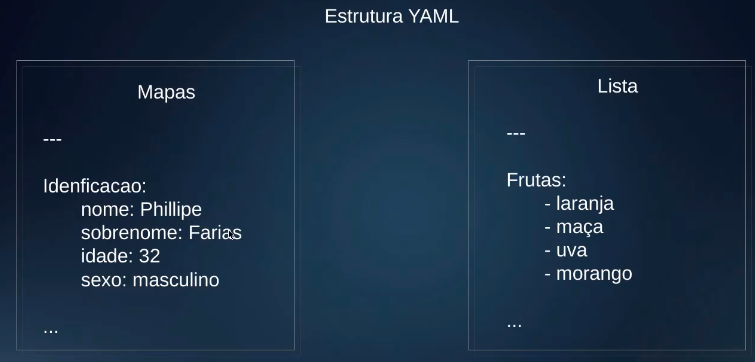 Estrutura YAML
Mapas
---
Idenficacao:
nome: Phillipe
sobrenome: Farias
idade: 32
sexo: masculino
...
Lista
---
Frutas:
- laranja
- maça
- uva
- morango
...